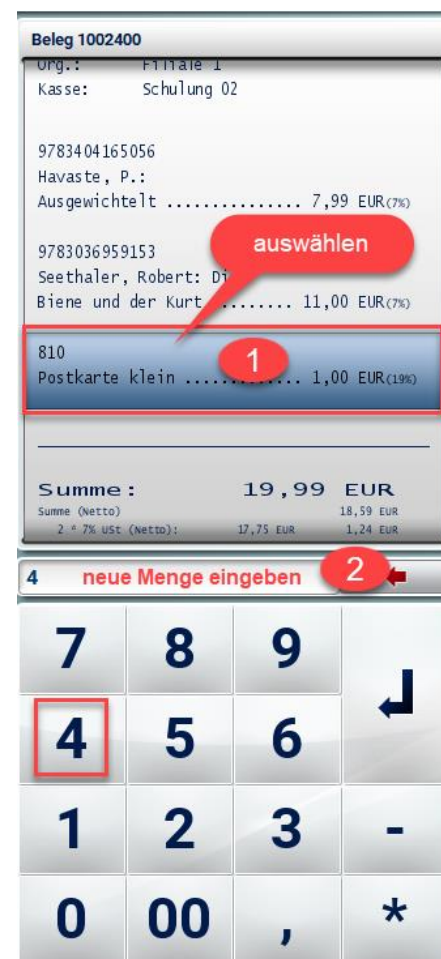 Beleg 1002400
Org.: Filiale 1
Kasse: Schulung 02
9783404165056
Havaste, P.:
Ausgewichtelt ............... 7,99 EUR(7%)
auswählen
9783036959153
Seethaler, Robert: Di
Biene und der Kurt ........ 11,00 EUR(7%)
810
1
Postkarte klein ............. 1,00 EUR(19%)
Summe: 19,99 EUR
Summe (Netto) 18,59 EUR
2 * 7% USt (Netto): 17,75 EUR 1,24 EUR
4 neue Menge eingeben 2
7 8 9
4 5 6
1 2 3 -
0 00 , *